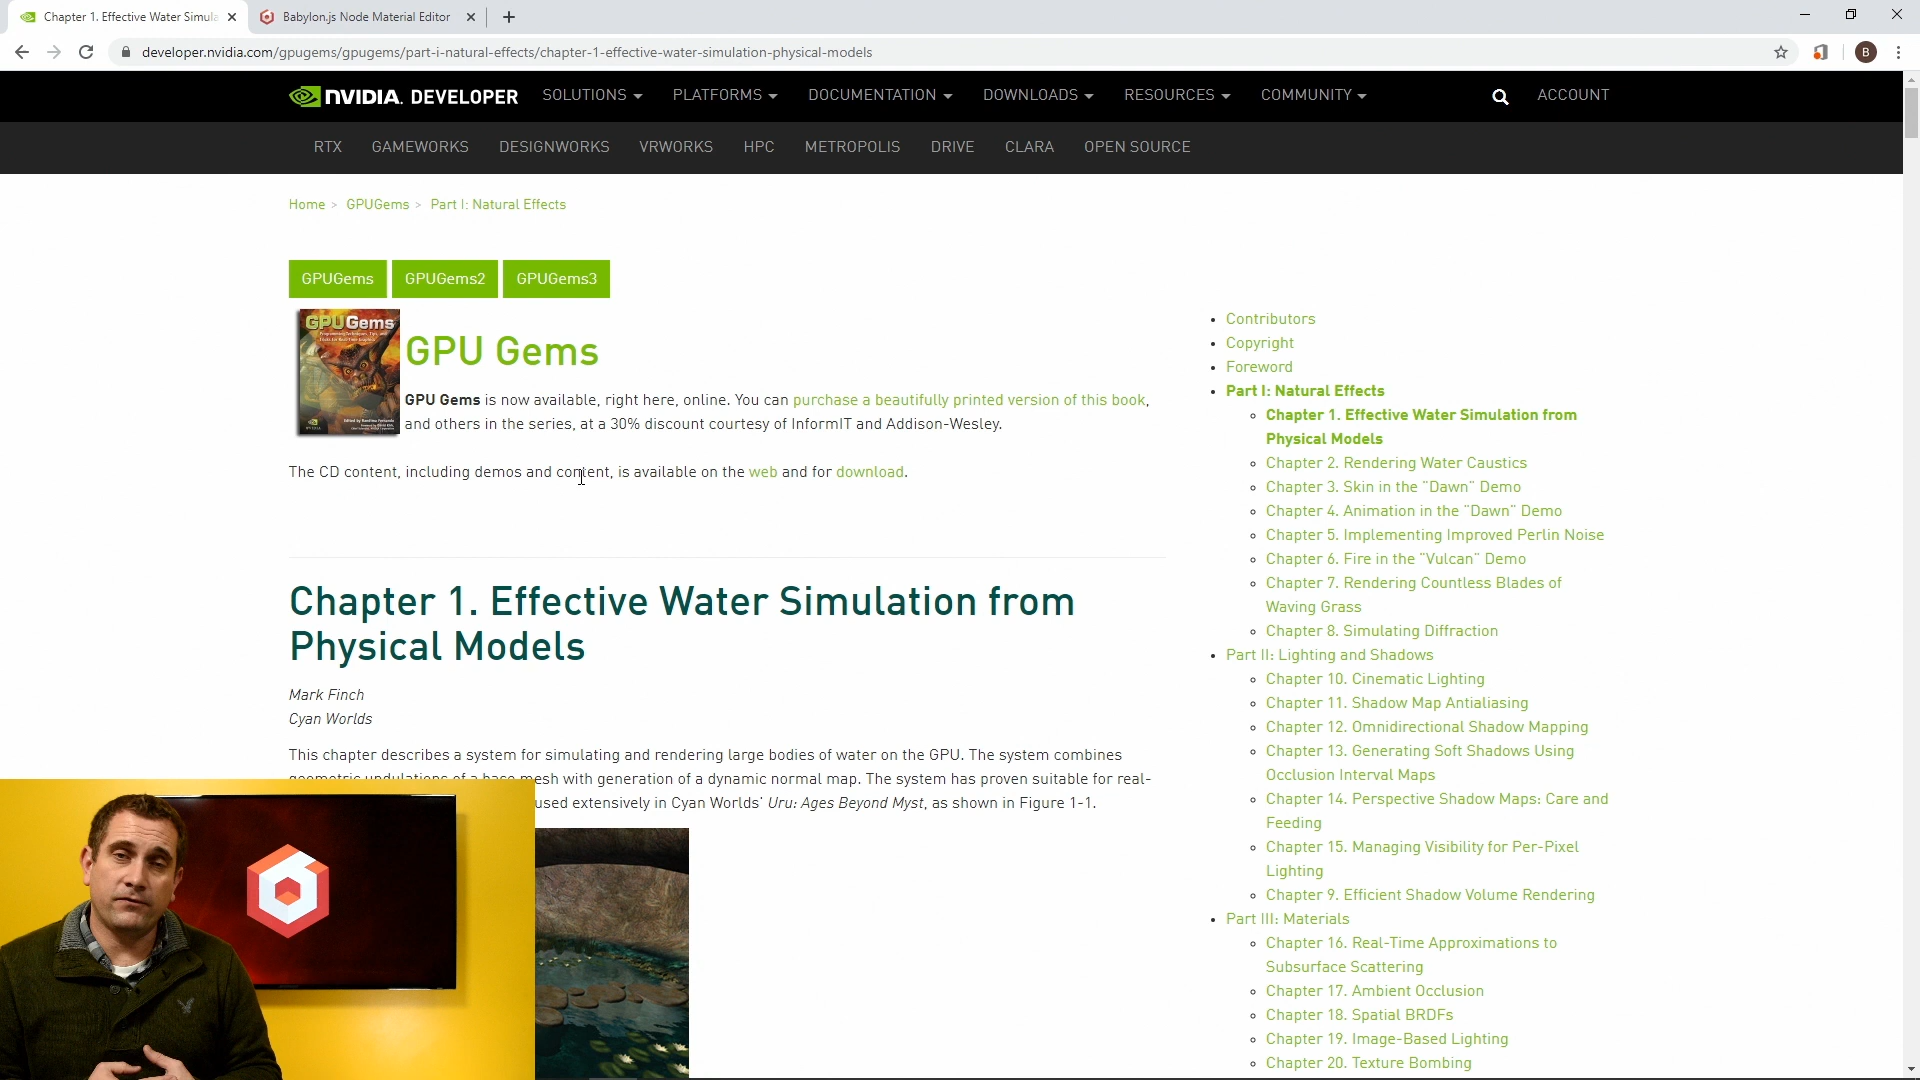 Chapter 1. Effective Water Simula
Babylon.js Node Material Editor
developer.nvidia.com/gpugems/gpugems/part-i-natural-effects/chapter-1-effective-water-simulation-physical-models
B
NVIDIA. DEVELOPER SOLUTIONS PLATFORMS DOCUMENTATION DOWNLOADS RESOURCES COMMUNITY ACCOUNT
RTX GAMEWORKS DESIGNWORKS VRWORKS HPC METROPOLIS DRIVE CLARA OPEN SOURCE
Home > GPUGems > Part I: Natural Effects
GPUGems GPUGems2 GPUGems3
GPUGems
GPU Gems
GPU Gems is now available, right here, online. You can purchase a beautifully printed version of this book,
and others in the series, at a 30% discount courtesy of InformIT and Addison-Wesley.
The CD content, including demos and content, is available on the web and for download.
Chapter 1. Effective Water Simulation from
Physical Models
Mark Finch
Cyan Worlds
This chapter describes a system for simulating and rendering large bodies of water on the GPU. The system combines
geometric undulations of a base mesh with generation of a dynamic normal map. The system has proven suitable for real-
used extensively in Cyan Worlds' Uru: Ages Beyond Myst, as shown in Figure 1-1.
Contributors
Copyright
Foreword
Part I: Natural Effects
Chapter 1. Effective Water Simulation from
Physical Models
Chapter 2. Rendering Water Caustics
Chapter 3. Skin in the "Dawn" Demo
Chapter 4. Animation in the "Dawn" Demo
Chapter 5. Implementing Improved Perlin Noise
Chapter 6. Fire in the "Vulcan" Demo
Chapter 7. Rendering Countless Blades of
Waving Grass
Chapter 8. Simulating Diffraction
Part II: Lighting and Shadows
Chapter 10. Cinematic Lighting
Chapter 11. Shadow Map Antialiasing
Chapter 12. Omnidirectional Shadow Mapping
Chapter 13. Generating Soft Shadows Using
Occlusion Interval Maps
Chapter 14. Perspective Shadow Maps: Care and
Feeding
Chapter 15. Managing Visibility for Per-Pixel
Lighting
Chapter 9. Efficient Shadow Volume Rendering
Part III: Materials
Chapter 16. Real-Time Approximations to
Subsurface Scattering
Chapter 17. Ambient Occlusion
Chapter 18. Spatial BRDFs
Chapter 19. Image-Based Lighting
Chapter 20. Texture Bombing